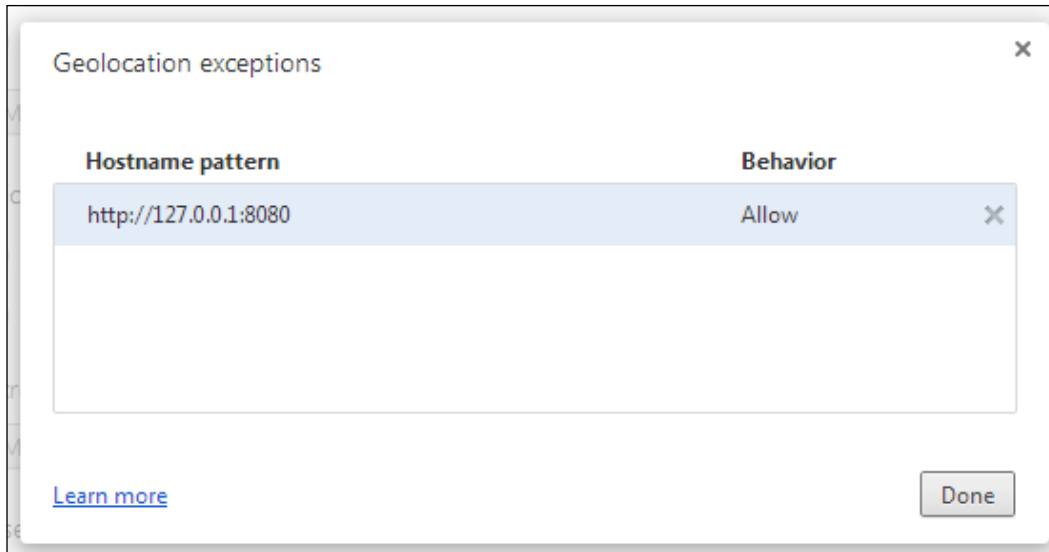 Geolocation exceptions
Hostname pattern Behavior
http://127.0.0.1:8080 Allow
Learn more Done